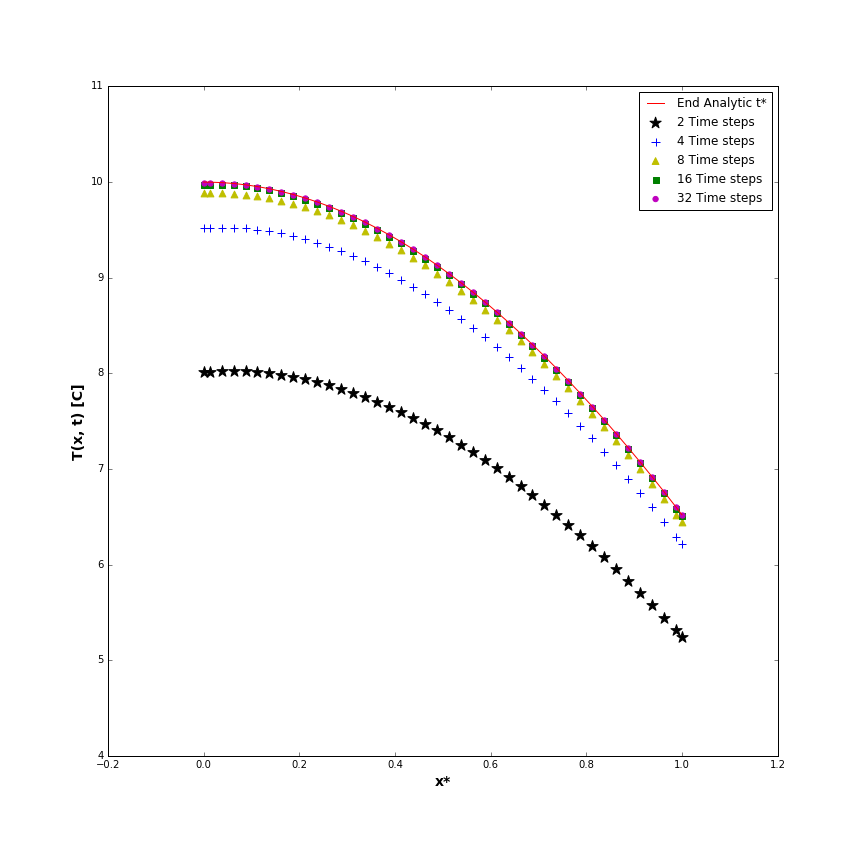 11
10
9
8
7
6
5
4
−0.2
0.0
0.2
0.4
0.6
0.8
1.0
1.2
T(x, t) [C]
x*
End Analytic t*
2 Time steps
4 Time steps
8 Time steps
16 Time steps
32 Time steps